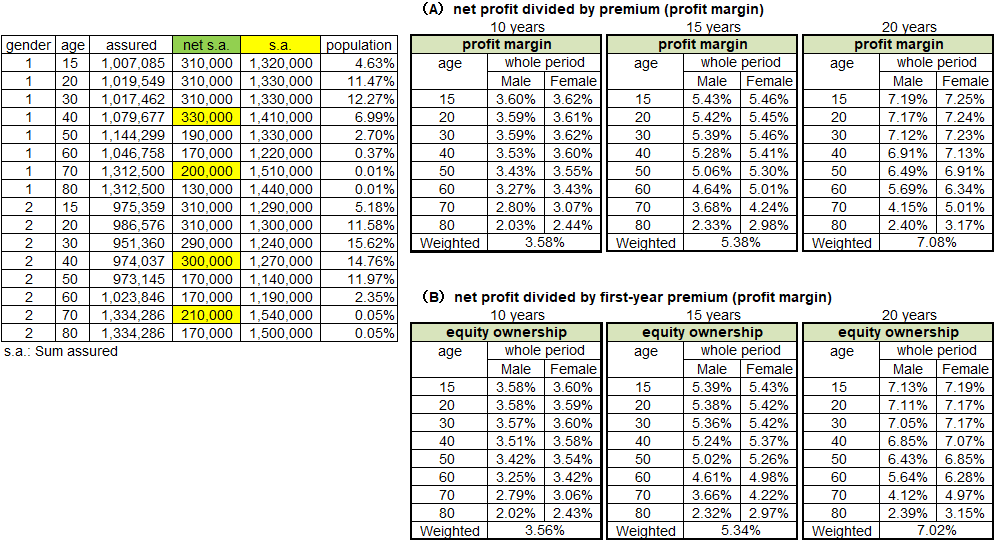 gender age assured net s.a. s.a. population
1 15 1,007,085 310,000 1,320,000 4.63%
1 20 1,019,549 310,000 1,330,000 11.47%
1 30 1,017,462 310,000 1,330,000 12.27%
1 40 1,079,677 330,000 1,410,000 6.99%
1 50 1,144,299 190,000 1,330,000 2.70%
1 60 1,046,758 170,000 1,220,000 0.37%
1 70 1,312,500 200,000 1,510,000 0.01%
1 80 1,312,500 130,000 1,440,000 0.01%
2 15 975,359 310,000 1,290,000 5.18%
2 20 986,576 310,000 1,300,000 11.58%
2 30 951,360 290,000 1,240,000 15.62%
2 40 974,037 300,000 1,270,000 14.76%
2 50 973,145 170,000 1,140,000 11.97%
2 60 1,023,846 170,000 1,190,000 2.35%
2 70 1,334,286 210,000 1,540,000 0.05%
2 80 1,334,286 170,000 1,500,000 0.05%
s.a.: Sum assured
(A) net profit divided by premium (profit margin)
10 years 15 years 20 years
profit margin profit margin profit margin
age whole period age whole period age whole period
Male Female Male Female Male Female
15 3.60% 3.62% 15 5.43% 5.46% 15 7.19% 7.25%
20 3.59% 3.61% 20 5.42% 5.45% 20 7.17% 7.24%
30 3.59% 3.62% 30 5.39% 5.46% 30 7.12% 7.23%
40 3.53% 3.60% 40 5.28% 5.41% 40 6.91% 7.13%
50 3.43% 3.55% 50 5.06% 5.30% 50 6.49% 6.91%
60 3.27% 3.43% 60 4.64% 5.01% 60 5.69% 6.34%
70 2.80% 3.07% 70 3.68% 4.24% 70 4.15% 5.01%
80 2.03% 2.44% 80 2.33% 2.98% 80 2.40% 3.17%
Weighted 3.58% Weighted 5.38% Weighted 7.08%
(B) net profit divided by first-year premium (profit margin)
10 years 15 years 20 years
equity ownership equity ownership equity ownership
age whole period age whole period age whole period
Male Female Male Female Male Female
15 3.58% 3.60% 15 5.39% 5.43% 15 7.13% 7.19%
20 3.58% 3.59% 20 5.38% 5.42% 20 7.11% 7.17%
30 3.57% 3.60% 30 5.36% 5.42% 30 7.05% 7.17%
40 3.51% 3.58% 40 5.24% 5.37% 40 6.85% 7.07%
50 3.42% 3.54% 50 5.02% 5.26% 50 6.43% 6.85%
60 3.25% 3.42% 60 4.61% 4.98% 60 5.64% 6.28%
70 2.79% 3.06% 70 3.66% 4.22% 70 4.12% 4.97%
80 2.02% 2.43% 80 2.32% 2.97% 80 2.39% 3.15%
Weighted 3.56% Weighted 5.34% Weighted 7.02%